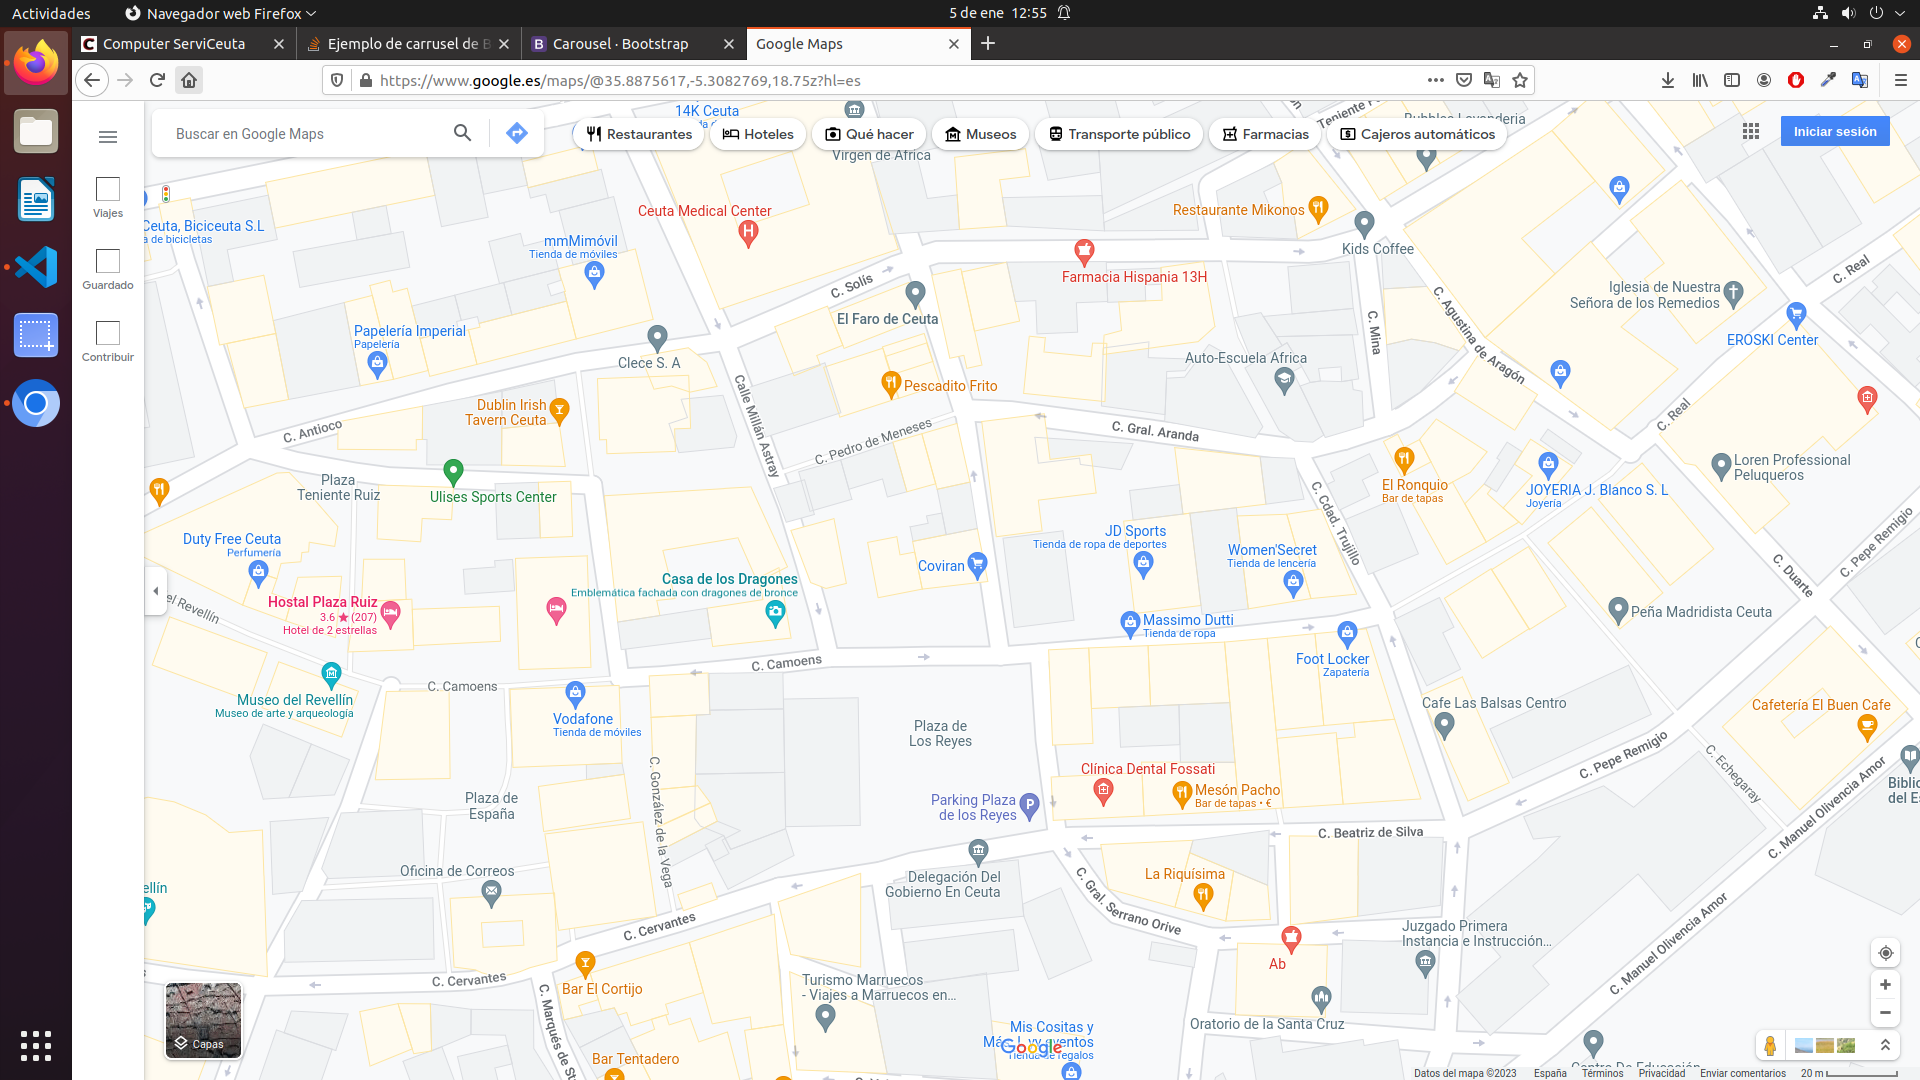 Actividades
Navegador web Firefox
5 de ene 12:55
Computer ServiCeuta
Ejemplo de carrusel de B
Carousel · Bootstrap
Google Maps
https://www.google.es/maps/@35.8875617,-5.3082769,18.75z?hl=es
Buscar en Google Maps
14K Ceuta
Restaurantes
Hoteles
Qué hacer
Museos
Transporte público
Farmacias
Cajeros automáticos
Iniciar sesión
Virgen de Africa
Viajes
Guardado
Contribuir
Ceuta, Biciceuta S.L
a de bicicletas
Ceuta Medical Center
mmMimóvil
Tienda de móviles
Restaurante Mikonos
Kids Coffee
Farmacia Hispania 13H
C. Solís
El Faro de Ceuta
C. Mina
C. Agustina de Aragón
Iglesia de Nuestra
Señora de los Remedios
C. Real
EROSKI Center
Papelería Imperial
Papelería
Clece S. A
Auto-Escuela Africa
Calle Millán Astray
Pescadito Frito
Dublin Irish
Tavern Ceuta
C. Antioco
C. Pedro de Meneses
C. Gral. Aranda
C. Real
Plaza
Teniente Ruiz
Ulises Sports Center
El Ronquio
Bar de tapas
JOYERIA J. Blanco S. L
Joyería
Loren Professional
Peluqueros
C. Cdad. Trujillo
C. Pepe Remigio
Duty Free Ceuta
Perfumería
JD Sports
Tienda de ropa de deportes
Women'Secret
Tienda de lencería
Coviran
C. Duarte
Casa de los Dragones
Emblemática fachada con dragones de bronce
el Revellín
Hostal Plaza Ruiz
3.6 ★ (207)
Hotel de 2 estrellas
Massimo Dutti
Tienda de ropa
Peña Madridista Ceuta
Foot Locker
Zapatería
C. Camoens
C. Camoens
Museo del Revellín
Museo de arte y arqueología
Vodafone
Tienda de móviles
Plaza de
Los Reyes
Cafe Las Balsas Centro
Cafetería El Buen Cafe
C. González de la Vega
C. Pepe Remigio
C. Echegaray
Clínica Dental Fossati
Mesón Pacho
Bar de tapas • €
Plaza de
España
Parking Plaza
de los Reyes
C. Beatriz de Silva
C. Manuel Olivencia Amor
Biblio
del Es
Oficina de Correos
Delegación Del
Gobierno En Ceuta
La Riquísima
C. Gral. Serrano Orive
ellín
C. Cervantes
Juzgado Primera
Instancia e Instrucción...
C. Manuel Olivencia Amor
Ab
C. Cervantes
Bar El Cortijo
Turismo Marruecos
- Viajes a Marruecos en...
C. Marqués de St
Oratorio de la Santa Cruz
Mis Cositas y
Google
Capas
Bar Tentadero
Datos del mapa ©2023
España
Términos
Privacidad
Enviar comentarios
20 m